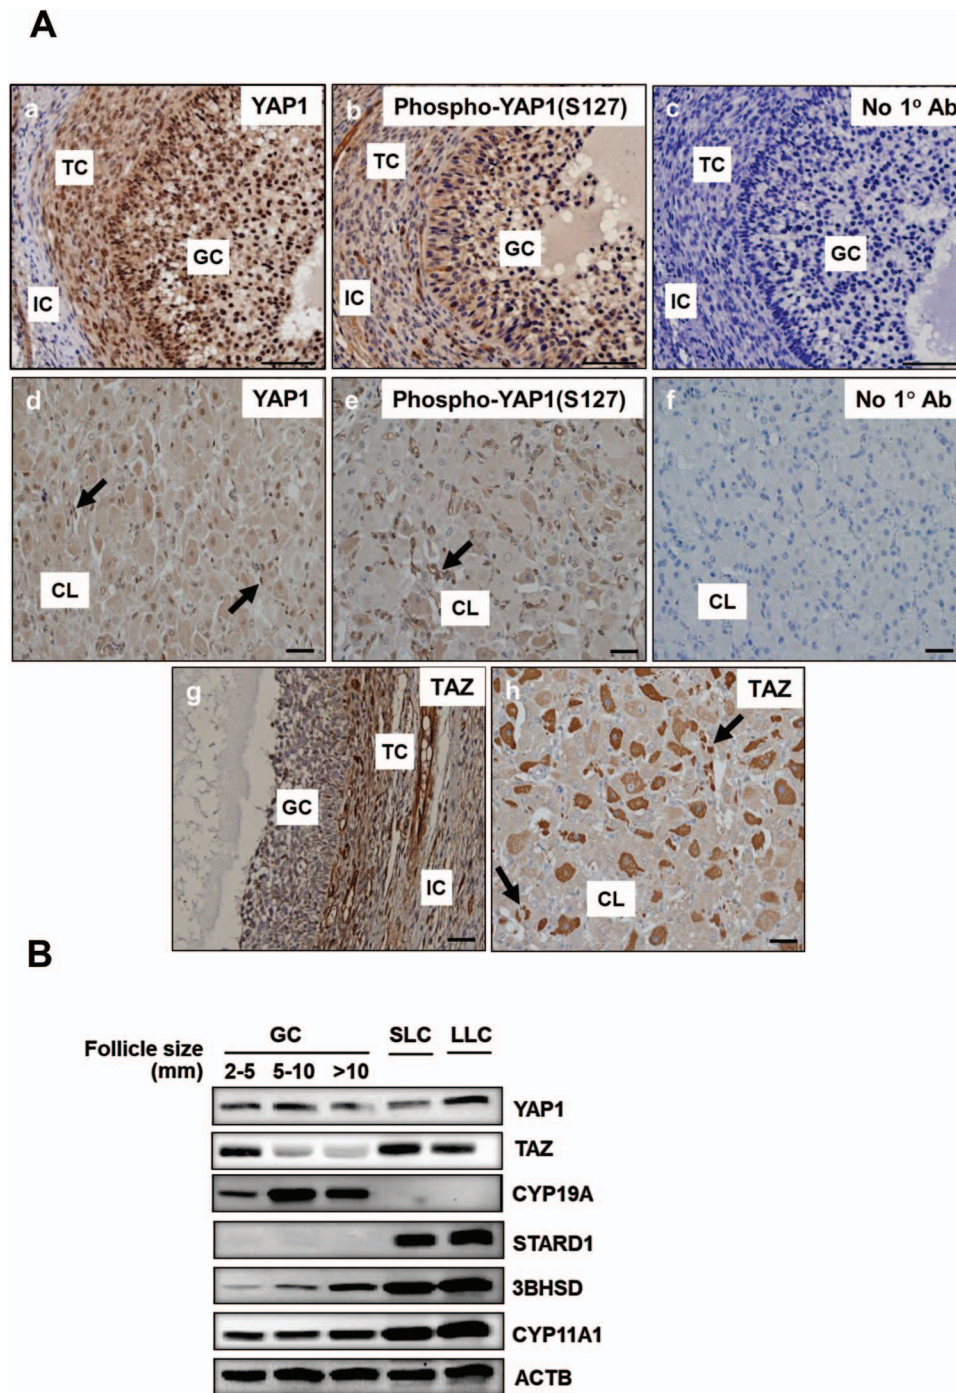 A
a YAP1
TC
GC
IC
b Phospho-YAP1(S127)
TC
GC
IC
c No 1° Ab
TC
GC
IC
d YAP1
CL
e Phospho-YAP1(S127)
CL
f No 1° Ab
CL
g TAZ
TC
GC
IC
h TAZ
CL
B
GC SLC LLC
Follicle size
(mm) 2-5 5-10 >10
YAP1
TAZ
CYP19A
STARD1
3BHSD
CYP11A1
ACTB